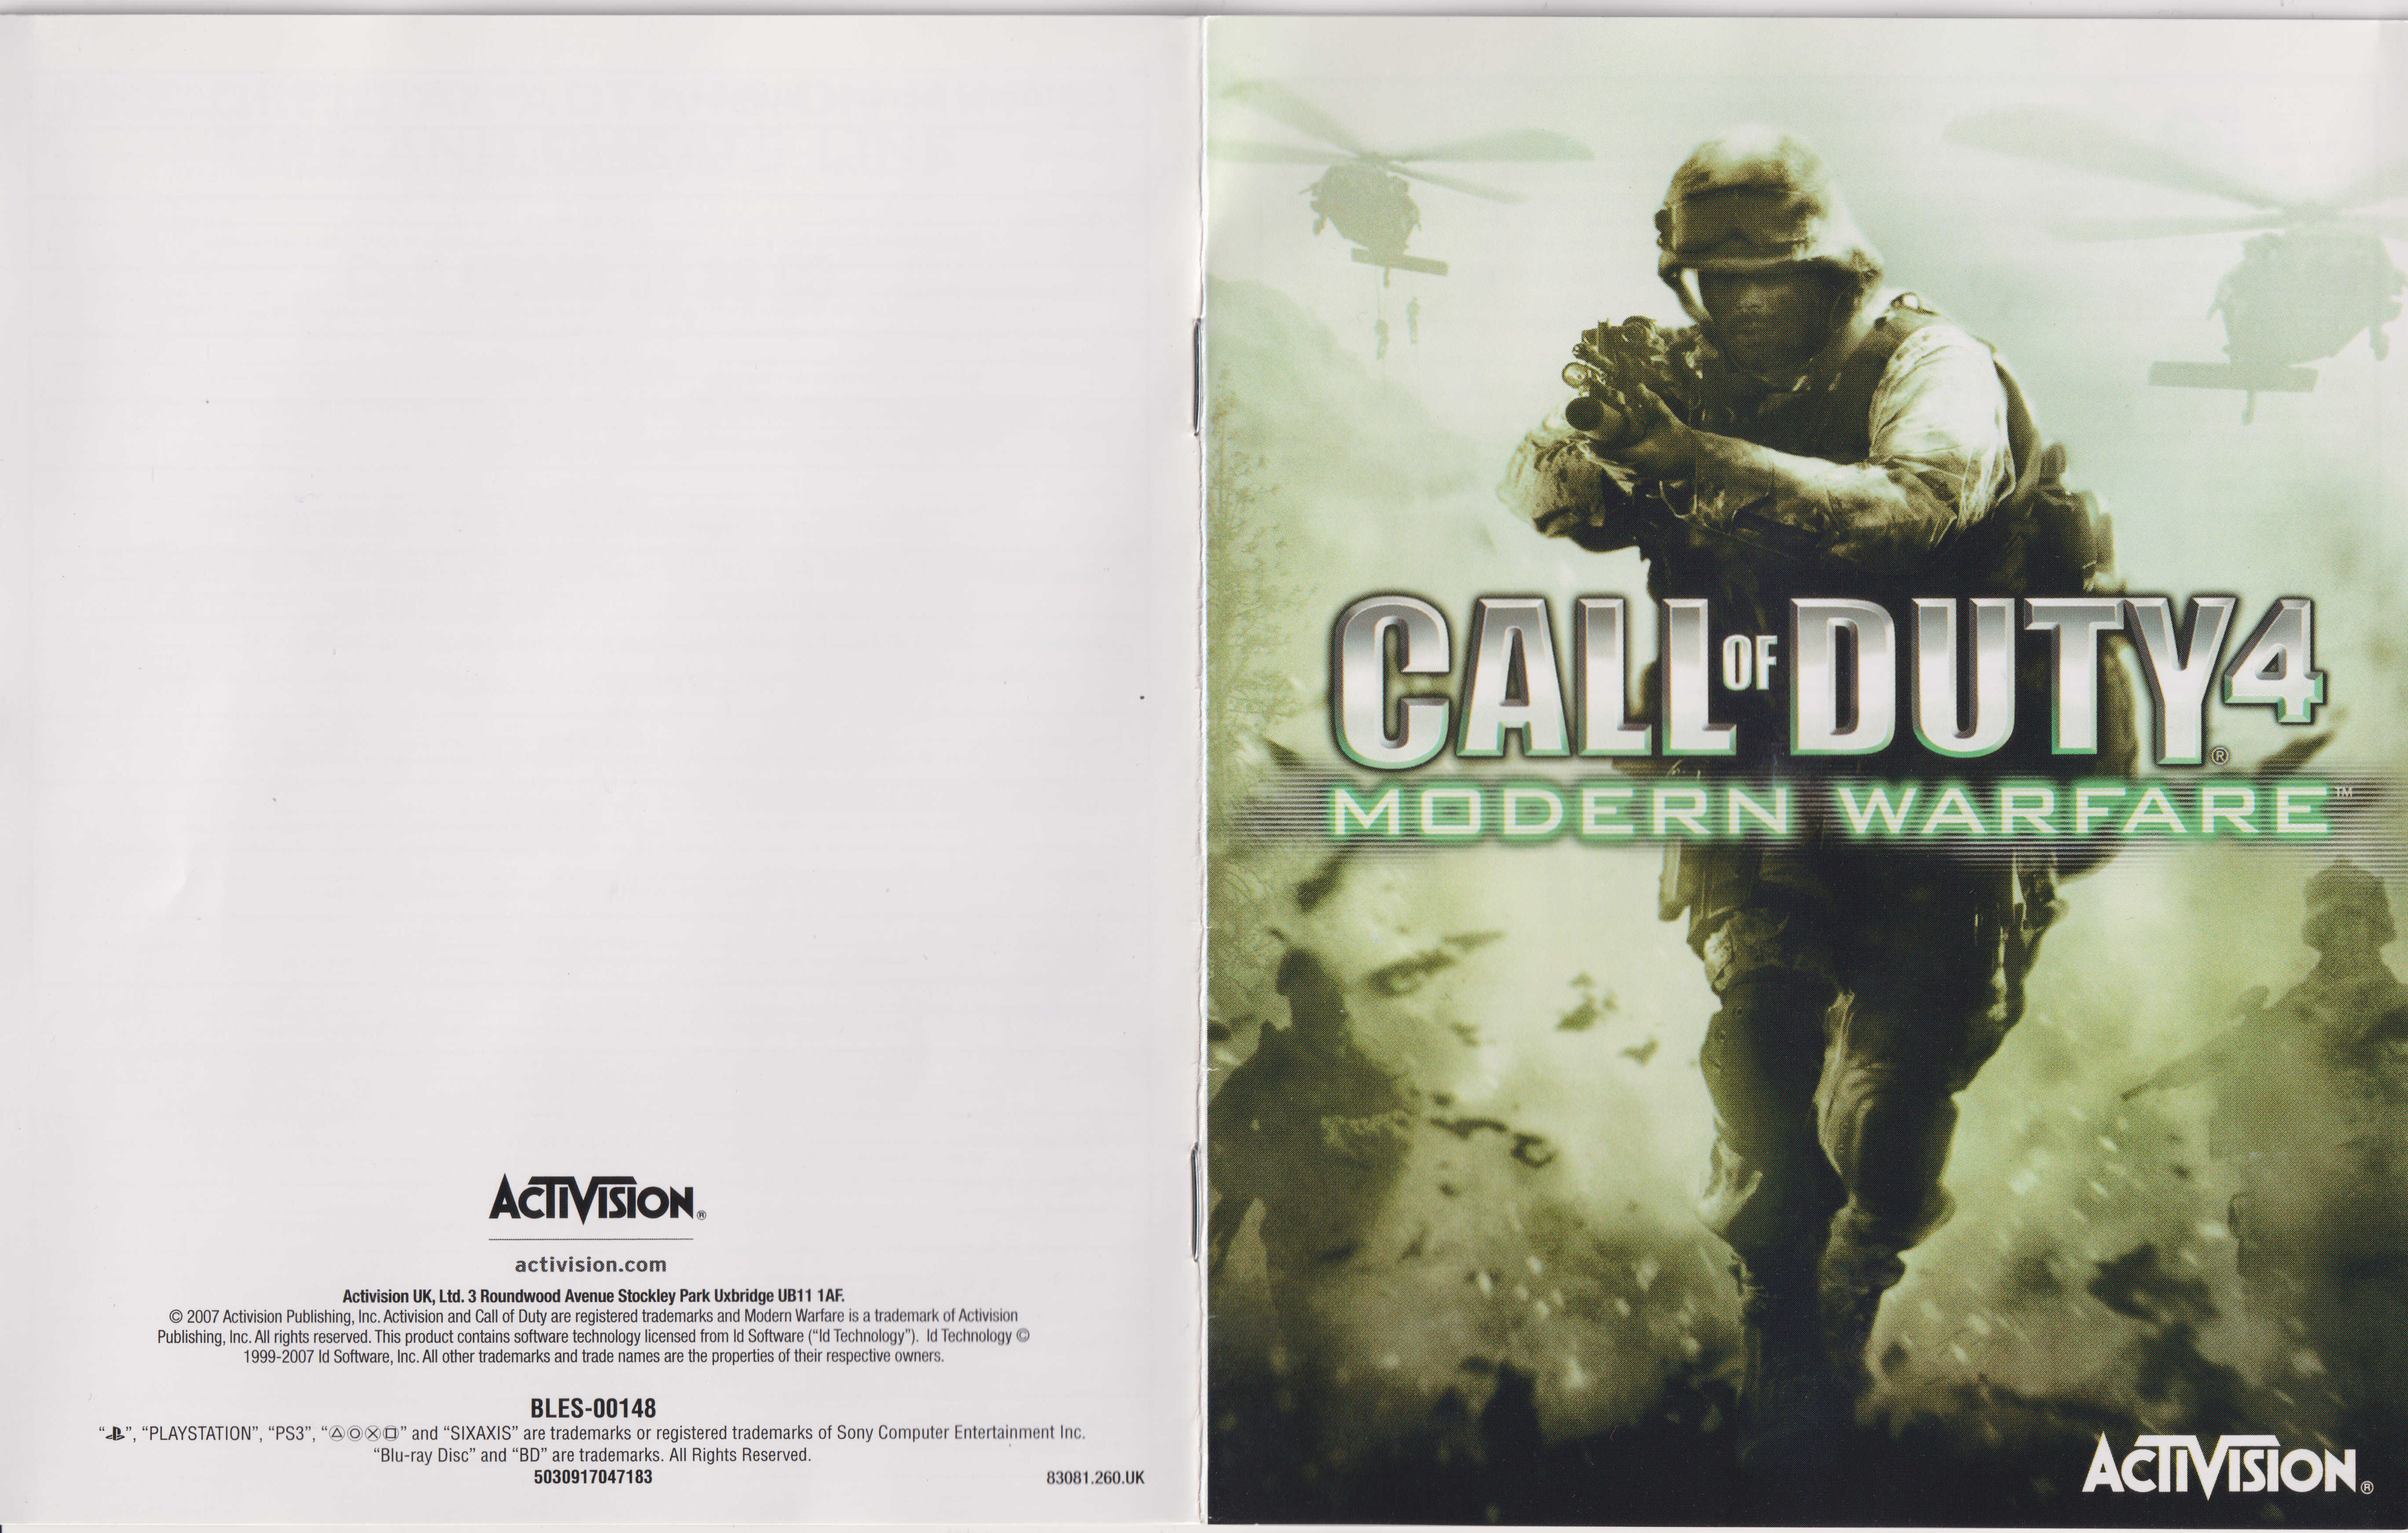 ACTIVISION®
activision.com
Activision UK, Ltd. 3 Roundwood Avenue Stockley Park Uxbridge UB11 1AF.
© 2007 Activision Publishing, Inc. Activision and Call of Duty are registered trademarks and Modern Warfare is a trademark of Activision
Publishing, Inc. All rights reserved. This product contains software technology licensed from Id Software (“Id Technology”). Id Technology ©
1999-2007 Id Software, Inc. All other trademarks and trade names are the properties of their respective owners.
BLES-00148
“”, “PLAYSTATION”, “PS3”, “△○✕□” and “SIXAXIS” are trademarks or registered trademarks of Sony Computer Entertainment Inc.
“Blu-ray Disc” and “BD” are trademarks. All Rights Reserved.
5030917047183
83081.260.UK
CALL OF DUTY 4®
MODERN WARFARE™
ACTIVISION®